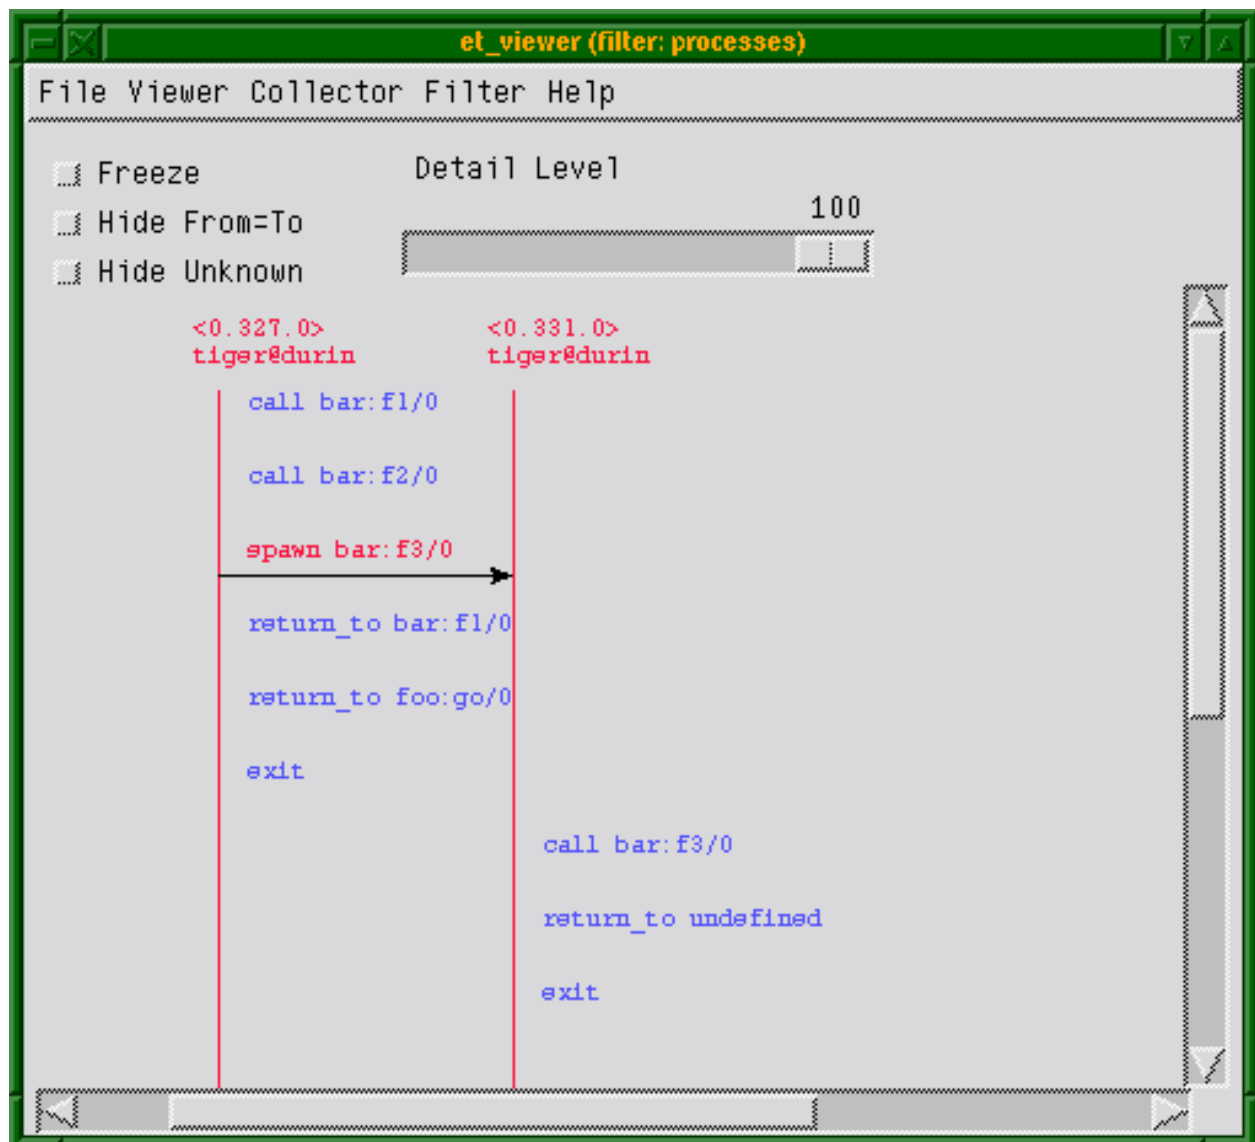 et_viewer (filter: processes)
File Viewer Collector Filter Help
Freeze
Detail Level
Hide From=To
100
Hide Unknown
<0.327.0> <0.331.0>
tiger@durin tiger@durin
call bar:f1/0
call bar:f2/0
spawn bar:f3/0
return_to bar:f1/0
return_to foo:go/0
exit
call bar:f3/0
return_to undefined
exit